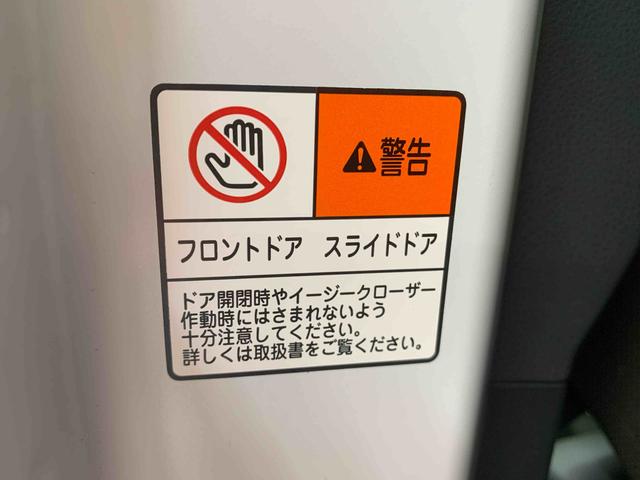 警告
フロントドア スライドドア
ドア開閉時やイージークローザー
作動時にはさまれないよう
十分注意してください。
詳しくは取扱書をご覧ください。